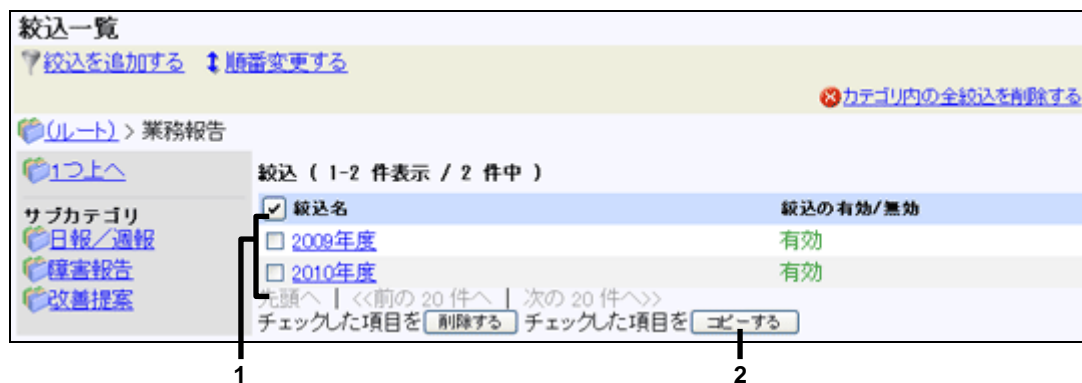 絞込一覧
絞込を追加する 順番変更する
カテゴリ内の全絞込を削除する
(ルート) > 業務報告
1つ上へ
絞込 ( 1-2 件表示 / 2 件中 )
サブカテゴリ
日報／週報
障害報告
改善提案
絞込名 絞込の有効/無効
2009年度 有効
2010年度 有効
先頭へ | <<前の 20 件へ | 次の 20 件へ>>
チェックした項目を 削除する チェックした項目を コピーする
1 2